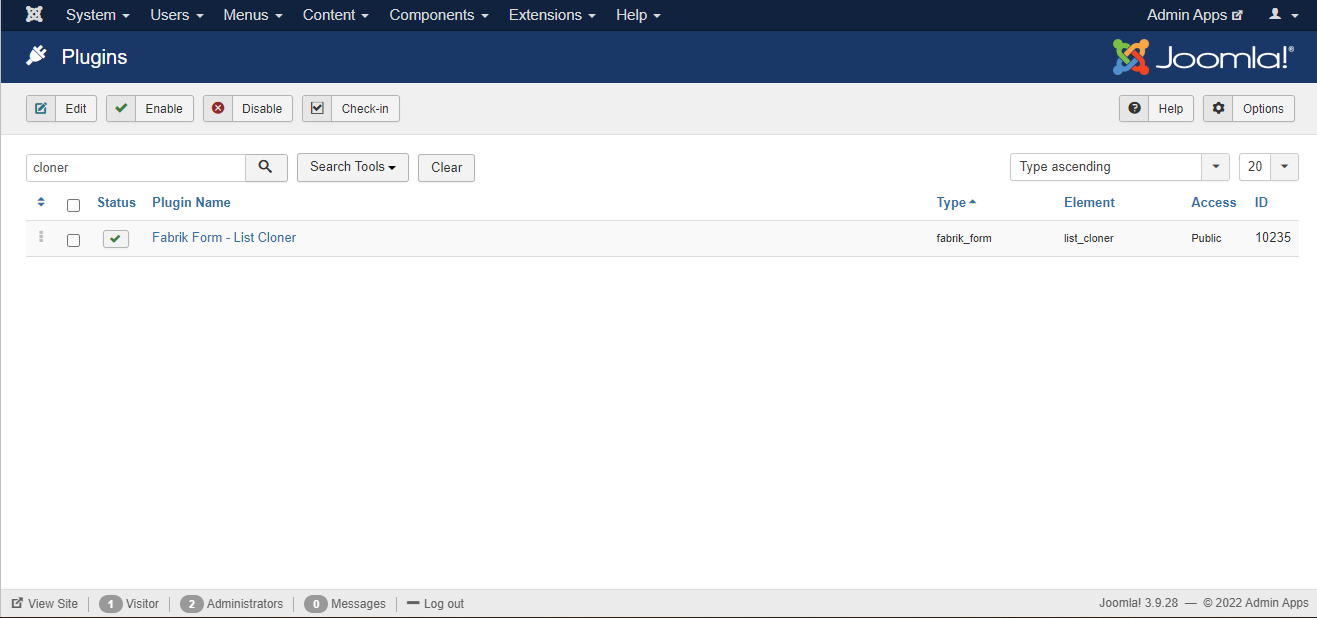 System Users Menus Content Components Extensions Help Admin Apps
Plugins Joomla!®
Edit Enable Disable Check-in Help Options
cloner Search Tools Clear Type ascending 20
Status Plugin Name Type Element Access ID
Fabrik Form - List Cloner fabrik_form list_cloner Public 10235
View Site 1 Visitor 2 Administrators 0 Messages Log out Joomla! 3.9.28 — © 2022 Admin Apps